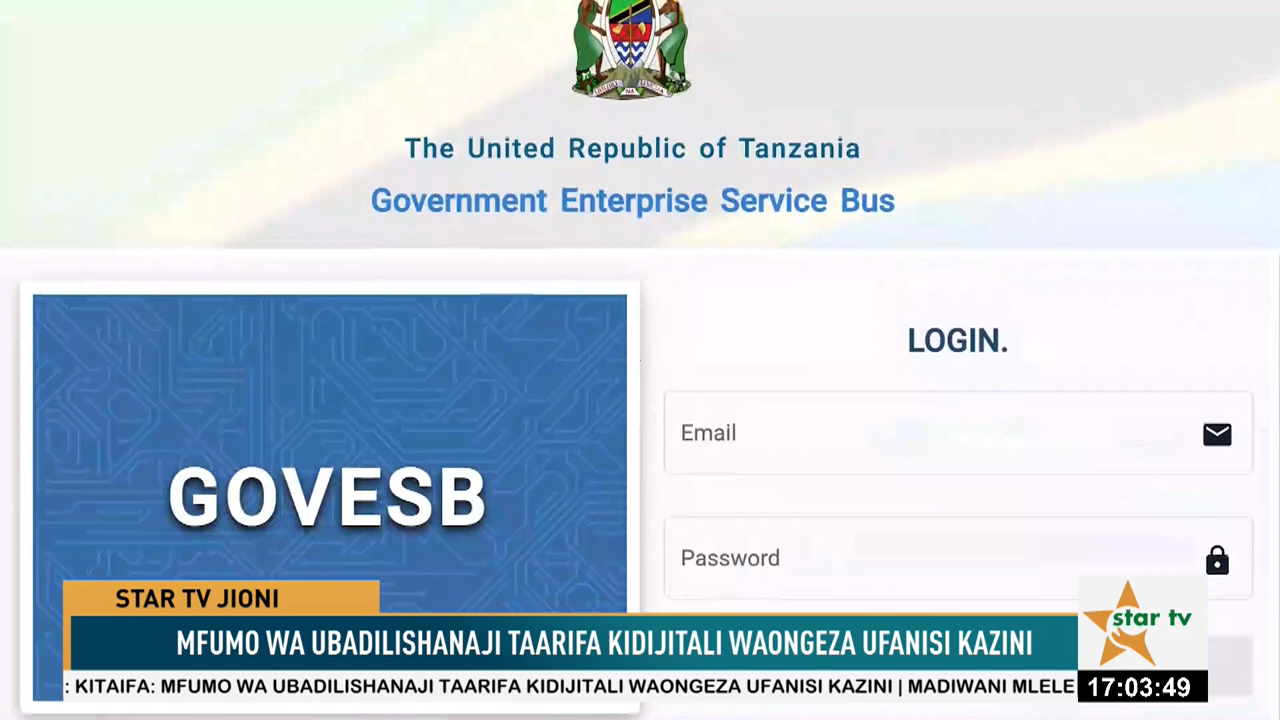 The United Republic of Tanzania
Government Enterprise Service Bus
LOGIN.
Email
Password
GOVESB
STAR TV JIONI
MFUMO WA UBADILISHANAJI TAARIFA KIDIJITALI WAONGEZA UFANISI KAZINI
: KITAIFA: MFUMO WA UBADILISHANAJI TAARIFA KIDIJITALI WAONGEZA UFANISI KAZINI | MADIWANI MLELE
star tv
17:03:49